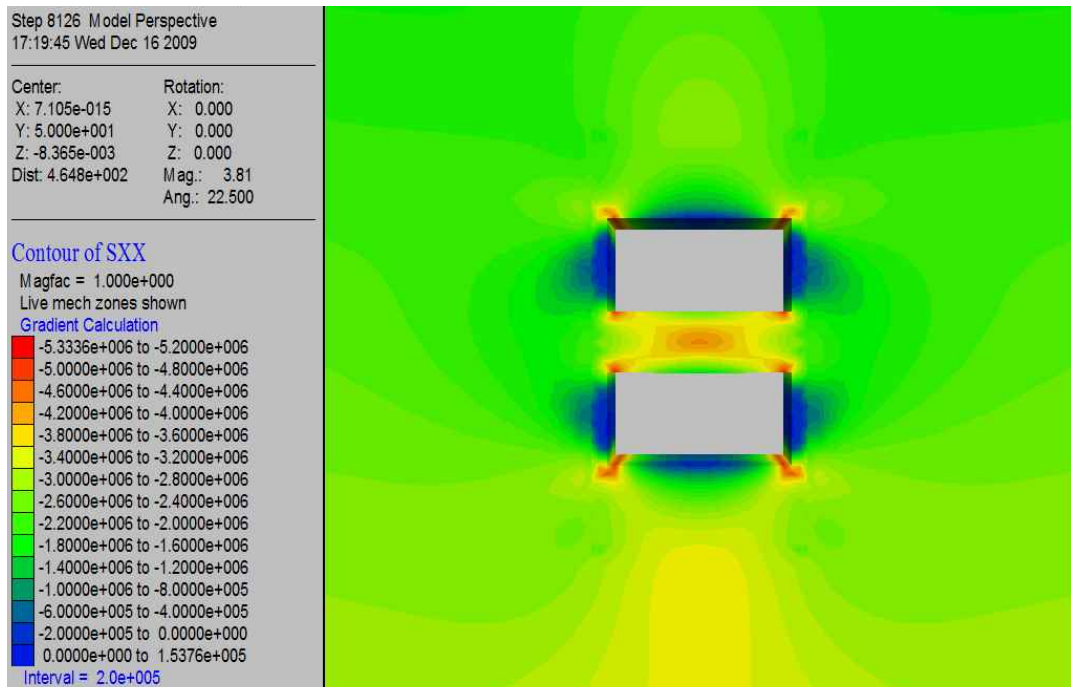 Step 8126 Model Perspective
17:19:45 Wed Dec 16 2009
Center: Rotation:
X: 7.105e-015 X: 0.000
Y: 5.000e+001 Y: 0.000
Z: -8.365e-003 Z: 0.000
Dist: 4.648e+002 Mag.: 3.81
Ang.: 22.500
Contour of SXX
Magfac = 1.000e+000
Live mech zones shown
Gradient Calculation
-5.3336e+006 to -5.2000e+006
-5.0000e+006 to -4.8000e+006
-4.6000e+006 to -4.4000e+006
-4.2000e+006 to -4.0000e+006
-3.8000e+006 to -3.6000e+006
-3.4000e+006 to -3.2000e+006
-3.0000e+006 to -2.8000e+006
-2.6000e+006 to -2.4000e+006
-2.2000e+006 to -2.0000e+006
-1.8000e+006 to -1.6000e+006
-1.4000e+006 to -1.2000e+006
-1.0000e+006 to -8.0000e+005
-6.0000e+005 to -4.0000e+005
-2.0000e+005 to 0.0000e+000
0.0000e+000 to 1.5376e+005
Interval = 2.0e+005